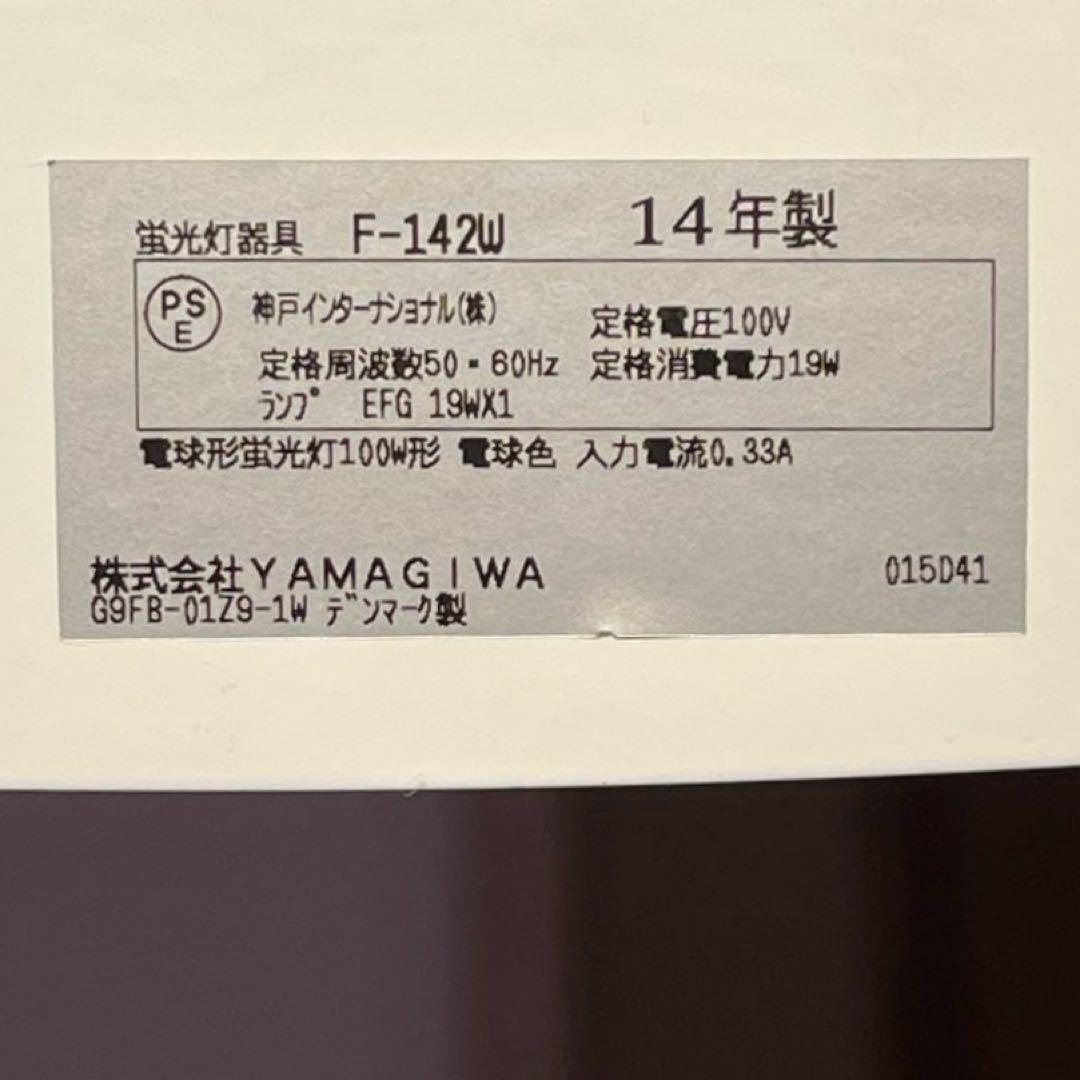 蛍光灯器具 F-142W 14年製
PS
E
神戸インターナショナル(株) 定格電圧100V
定格周波数50・60Hz 定格消費電力19W
ランプ EFG 19WX1
電球形蛍光灯100W形 電球色 入力電流0.33A
株式会社YAMAGIWA 015D41
G9FB-01Z9-1W デンマーク製